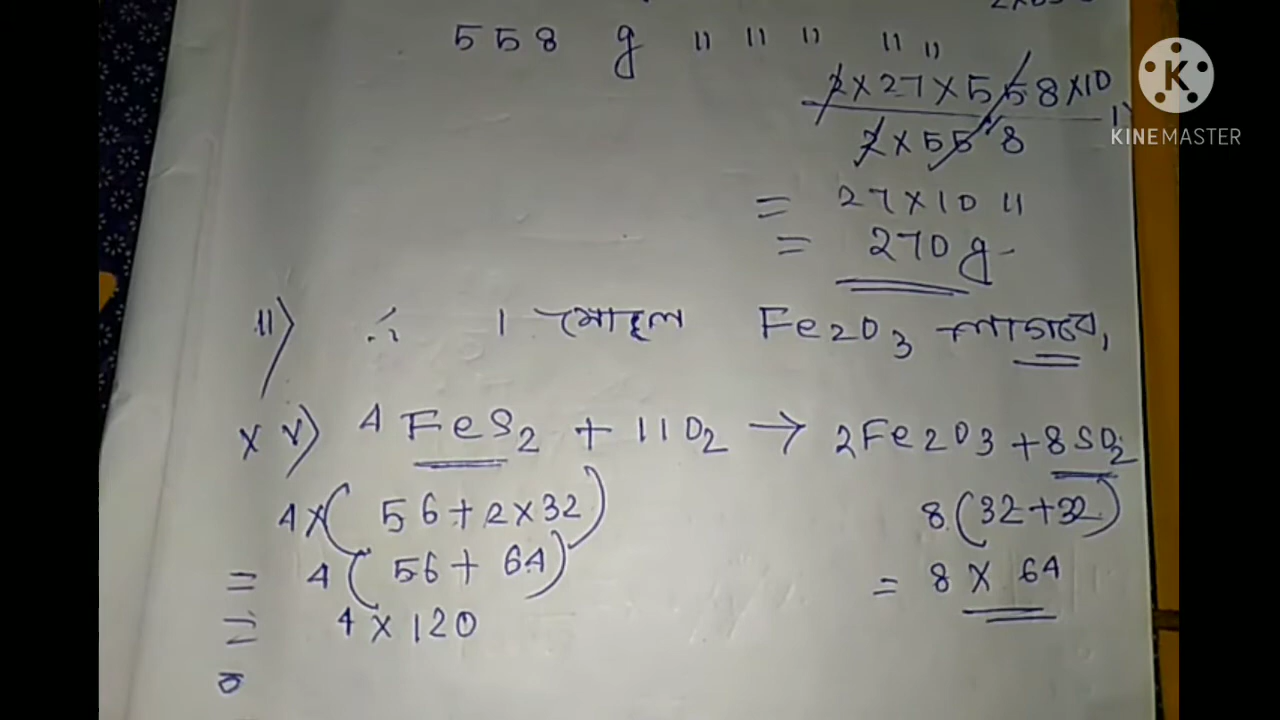 558 g " " " " "
2×27×558×10 "
2×558
K
KINEMASTER
= 27×10 "
= 270 g
ii) ∴ 1 মোল Fe2O3 লাগবে,
xv) 4FeS2 + 11O2 → 2Fe2O3 + 8SO2
4×(56+2×32) 8(32+32)
= 4(56+64) = 8 × 64
= 4×120